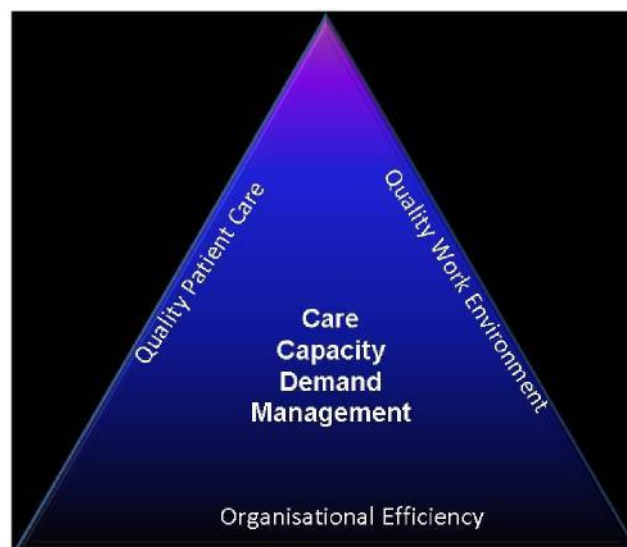 Quality Patient Care
Quality Work Environment
Care
Capacity
Demand
Management
Organisational Efficiency